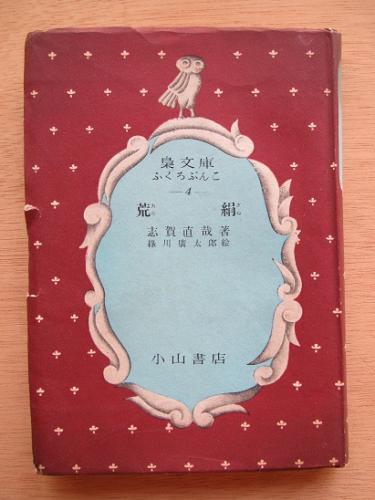 梟文庫
ふくろぶんこ
—4—
荒絹
志賀直哉著
緑川廣太郎絵
小山書店